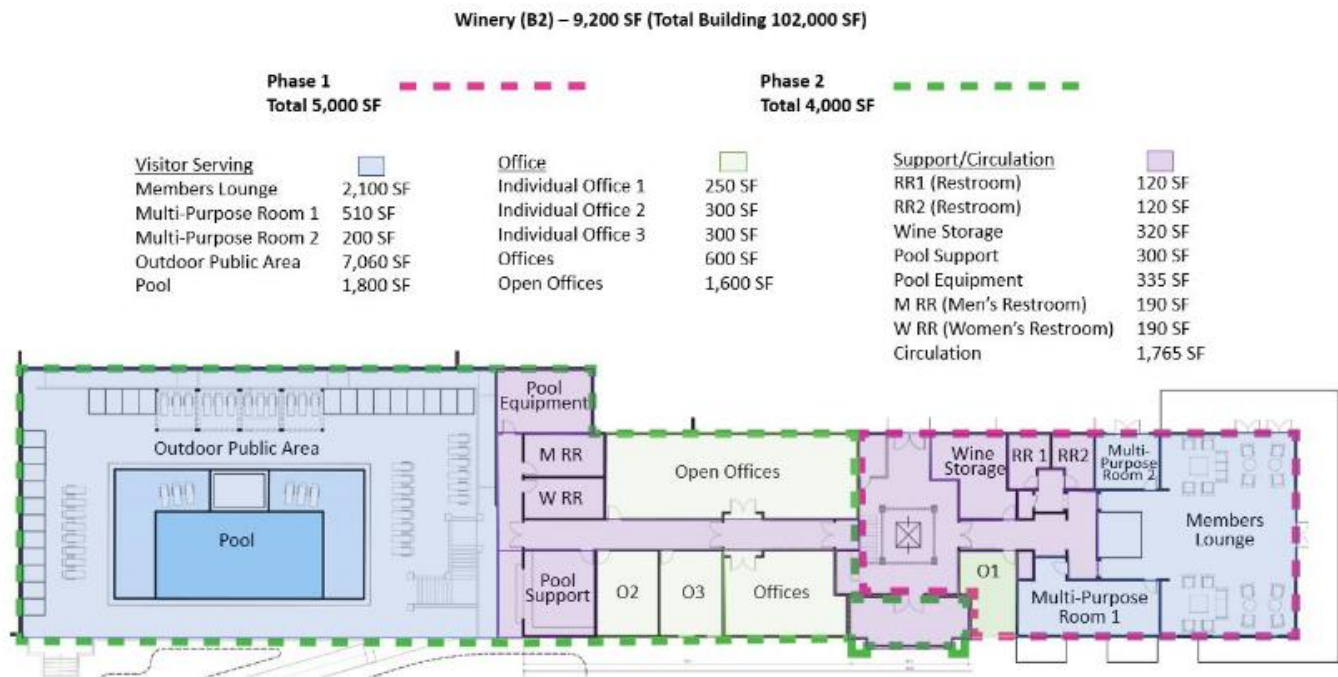 Winery (B2) – 9,200 SF (Total Building 102,000 SF)
Phase 1
Total 5,000 SF
Phase 2
Total 4,000 SF
Visitor Serving
Members Lounge 2,100 SF
Multi-Purpose Room 1 510 SF
Multi-Purpose Room 2 200 SF
Outdoor Public Area 7,060 SF
Pool 1,800 SF
Office
Individual Office 1 250 SF
Individual Office 2 300 SF
Individual Office 3 300 SF
Offices 600 SF
Open Offices 1,600 SF
Support/Circulation
RR1 (Restroom) 120 SF
RR2 (Restroom) 120 SF
Wine Storage 320 SF
Pool Support 300 SF
Pool Equipment 335 SF
M RR (Men's Restroom) 190 SF
W RR (Women's Restroom) 190 SF
Circulation 1,765 SF
Outdoor Public Area
Pool
Pool
Equipment
M RR
W RR
Pool
Support
Open Offices
O2
O3
Offices
Wine
Storage
RR 1
RR2
Multi-
Purpose
Room 2
O1
Multi-Purpose
Room 1
Members
Lounge